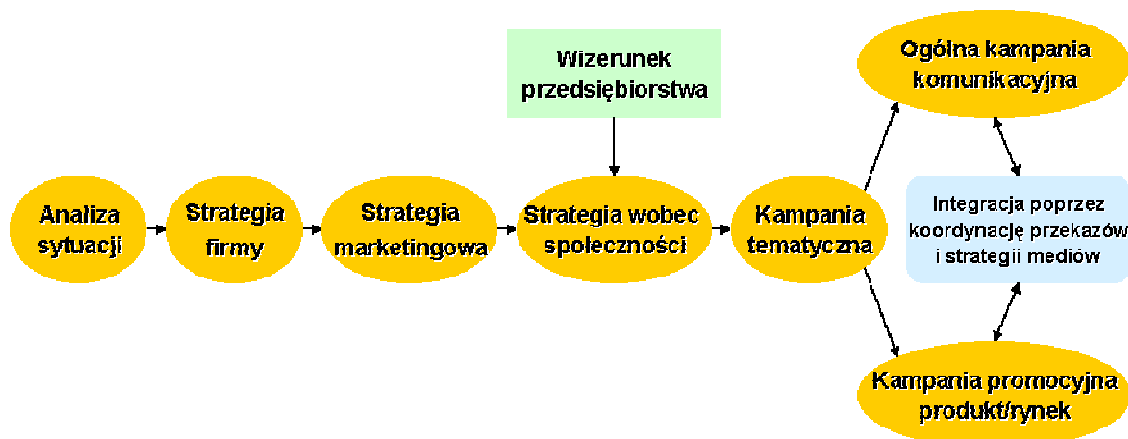 Wizerunek
przedsiębiorstwa
Ogólna kampania
komunikacyjna
Analiza
sytuacji
Strategia
firmy
Strategia
marketingowa
Strategia wobec
społeczności
Kampania
tematyczna
Integracja poprzez
koordynację przekazów
i strategii mediów
Kampania promocyjna
produkt/rynek